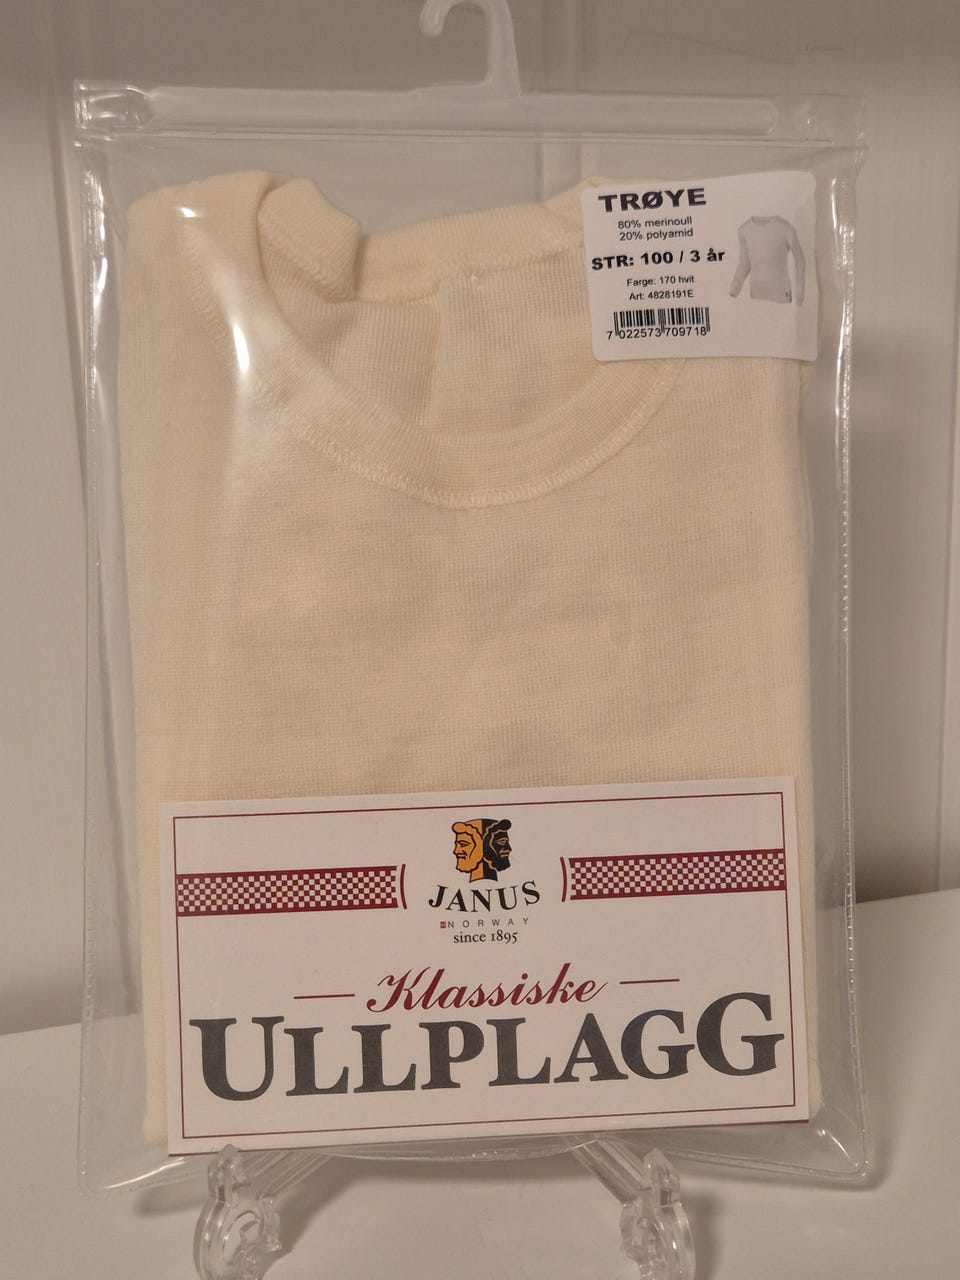 TRØYE
80% merinoull
20% polyamid
STR: 100 / 3 år
Farge: 170 hvit
Art: 4828191E
7 022573 709718
JANUS
NORWAY
since 1895
Klassiske
ULLPLAGG